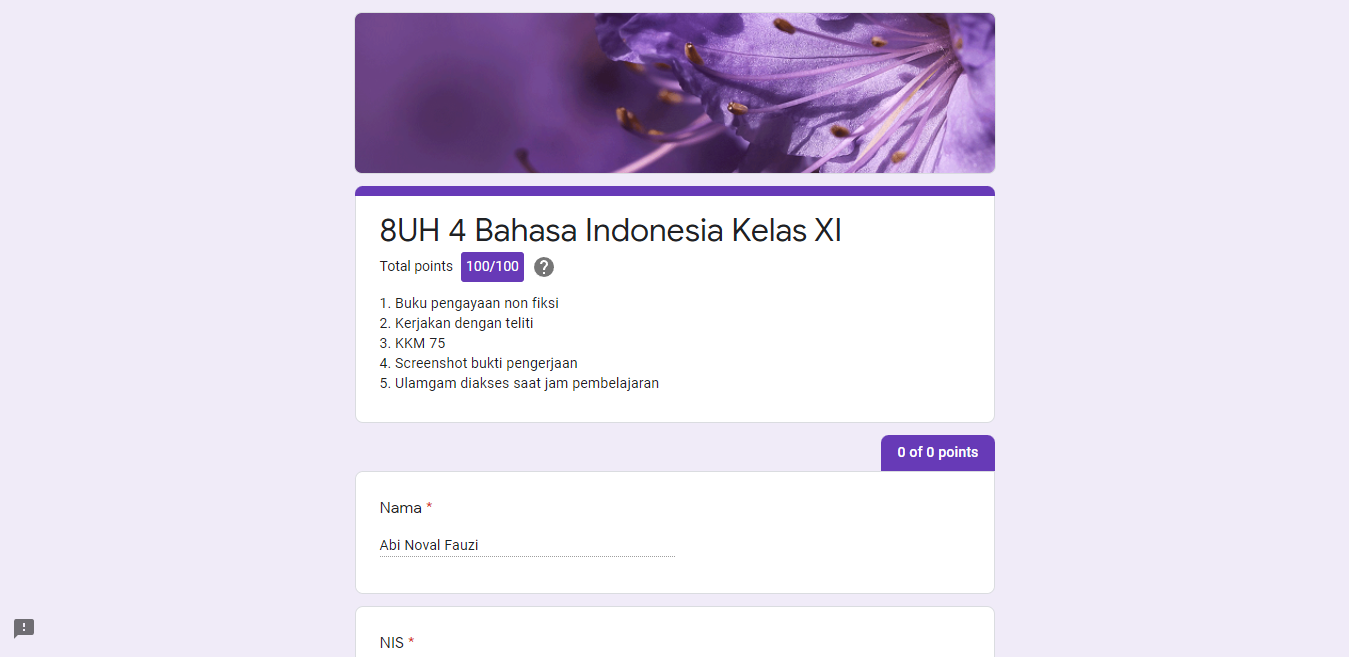 8UH 4 Bahasa Indonesia Kelas XI
Total points 100/100
1. Buku pengayaan non fiksi
2. Kerjakan dengan teliti
3. KKM 75
4. Screenshot bukti pengerjaan
5. Ulamgam diakses saat jam pembelajaran
0 of 0 points
Nama *
Abi Noval Fauzi
NIS *